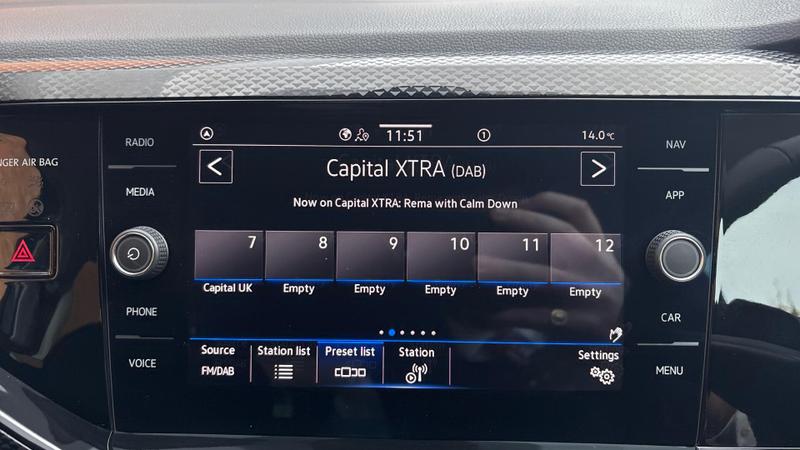 RADIO
MEDIA
PHONE
VOICE
NGER AIR BAG
11:51
1
14.0°C
Capital XTRA (DAB)
Now on Capital XTRA: Rema with Calm Down
7 8 9 10 11 12
Capital UK Empty Empty Empty Empty Empty
Source Station list Preset list Station Settings
FM/DAB
NAV
APP
CAR
MENU